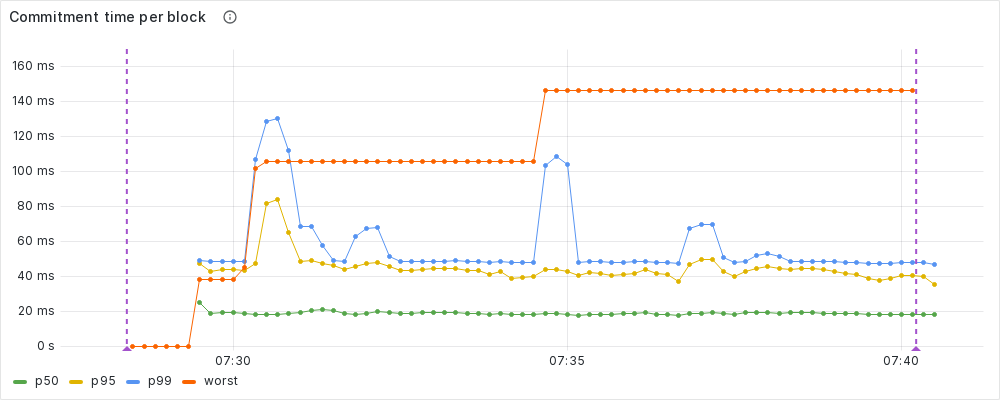 Commitment time per block
160 ms
140 ms
120 ms
100 ms
80 ms
60 ms
40 ms
20 ms
0 s
07:30 07:35 07:40
p50 p95 p99 worst